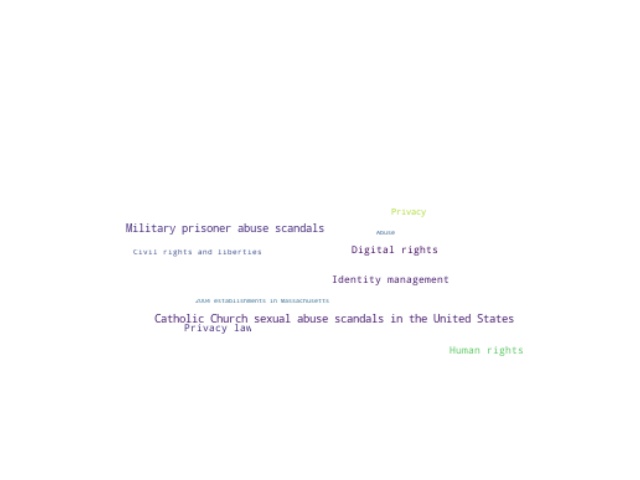 Privacy
Military prisoner abuse scandals
Abuse
Digital rights
Civil rights and liberties
Identity management
establishments in Massachusetts
Catholic Church sexual abuse scandals in the United States
Privacy law
Human rights